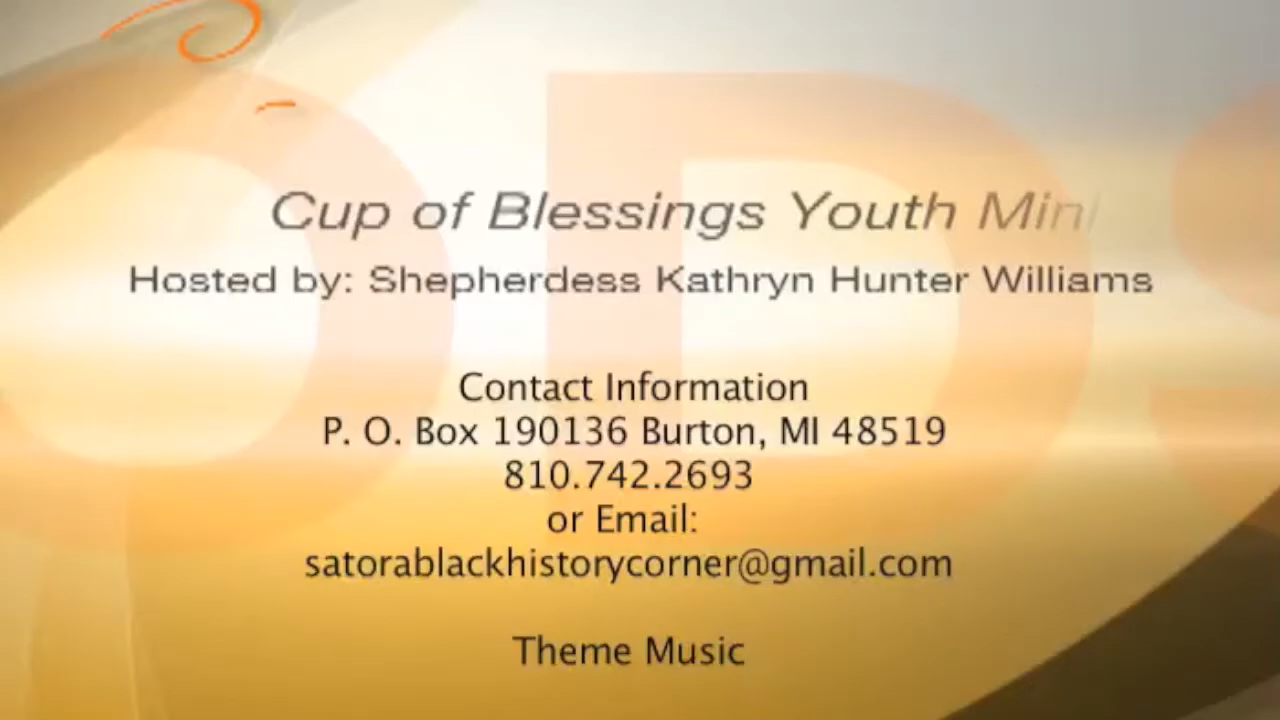 Cup of Blessings Youth Mini
Hosted by: Shepherdess Kathryn Hunter Williams
Contact Information
P. O. Box 190136 Burton, MI 48519
810.742.2693
or Email:
satorablackhistorycorner@gmail.com
Theme Music